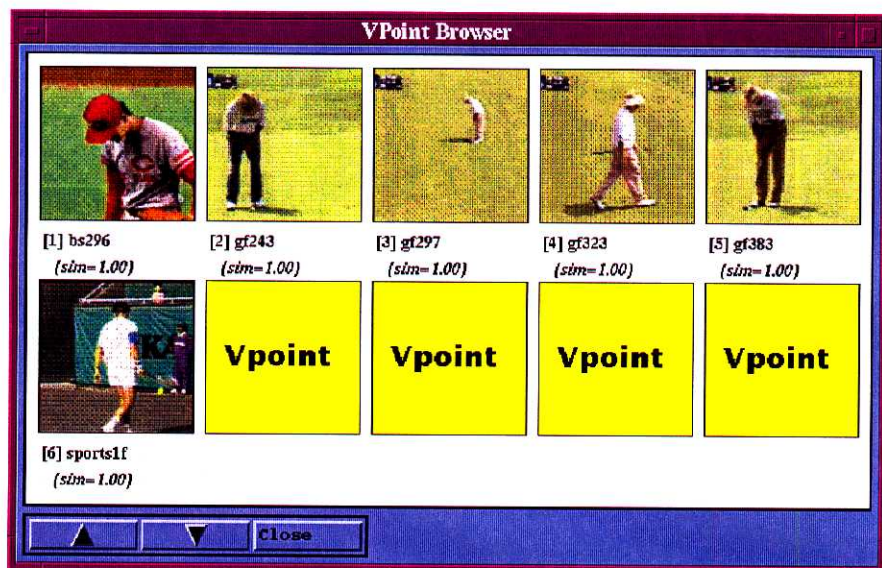 VPoint Browser
[1] bs296 [2] gf243 [3] gf297 [4] gf323 [5] gf383
(sim=1.00) (sim=1.00) (sim=1.00) (sim=1.00) (sim=1.00)
Vpoint Vpoint Vpoint Vpoint
[6] sports1f
(sim=1.00)
Close